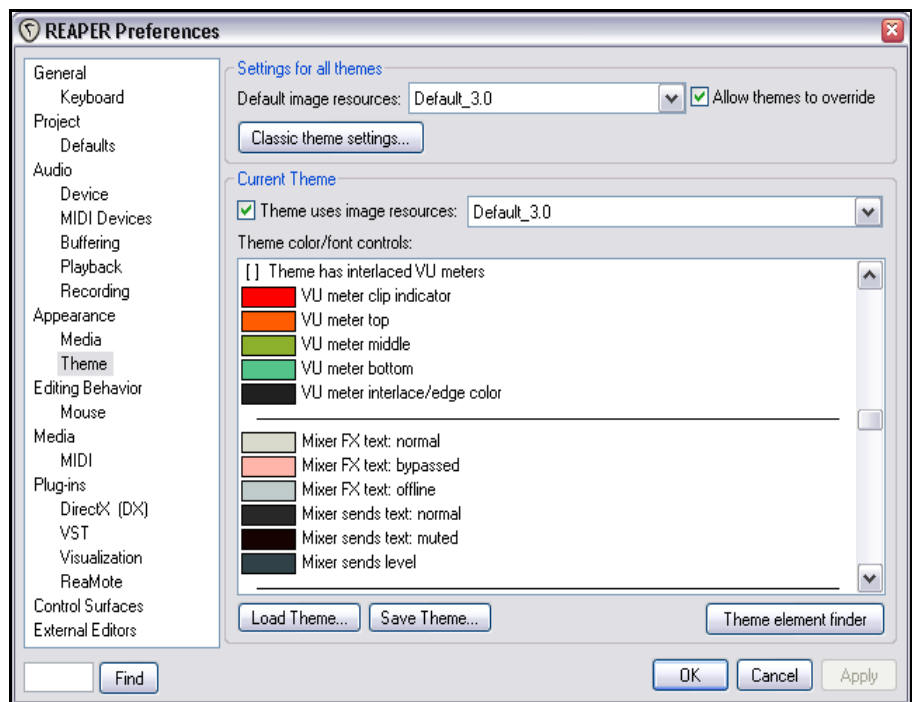 REAPER Preferences
General
Keyboard
Project
Defaults
Audio
Device
MIDI Devices
Buffering
Playback
Recording
Appearance
Media
Theme
Editing Behavior
Mouse
Media
MIDI
Plug-ins
DirectX (DX)
VST
Visualization
ReaMote
Control Surfaces
External Editors
Find
Settings for all themes
Default image resources: Default_3.0 Allow themes to override
Classic theme settings...
Current Theme
Theme uses image resources: Default_3.0
Theme color/font controls:
[ ] Theme has interlaced VU meters
VU meter clip indicator
VU meter top
VU meter middle
VU meter bottom
VU meter interlace/edge color
Mixer FX text: normal
Mixer FX text: bypassed
Mixer FX text: offline
Mixer sends text: normal
Mixer sends text: muted
Mixer sends level
Load Theme... Save Theme... Theme element finder
OK Cancel Apply